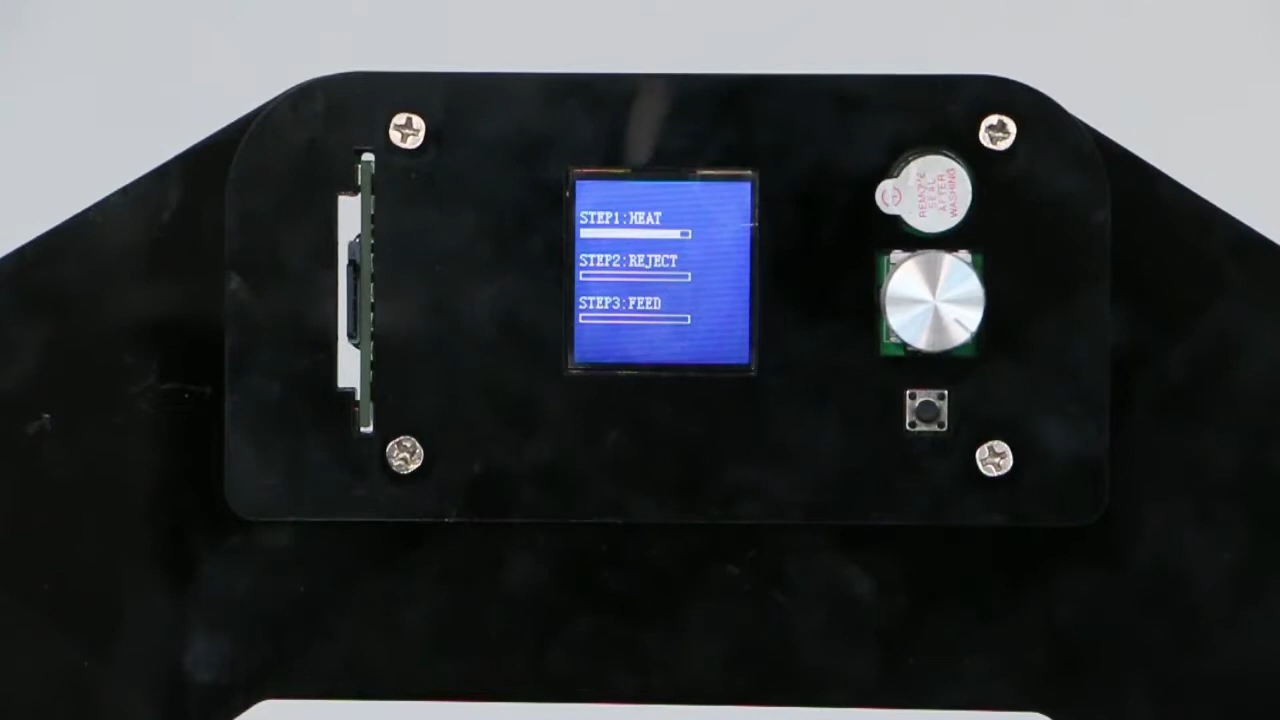 STEP1:HEAT
STEP2:REJECT
STEP3:FEED
REMOVE
SEAL
AFTER
WASHING